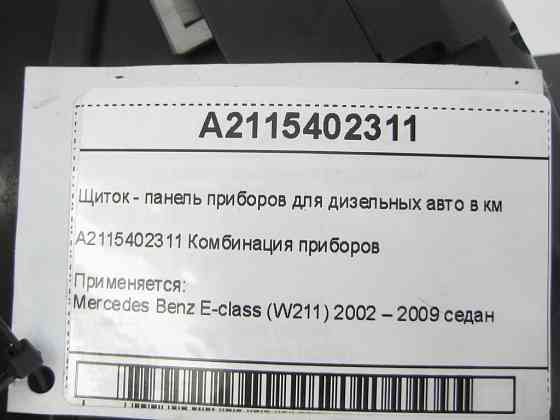 A2115402311
Щиток - панель приборов для дизельных авто в км
A2115402311 Комбинация приборов
Применяется:
Mercedes Benz E-class (W211) 2002 – 2009 седан